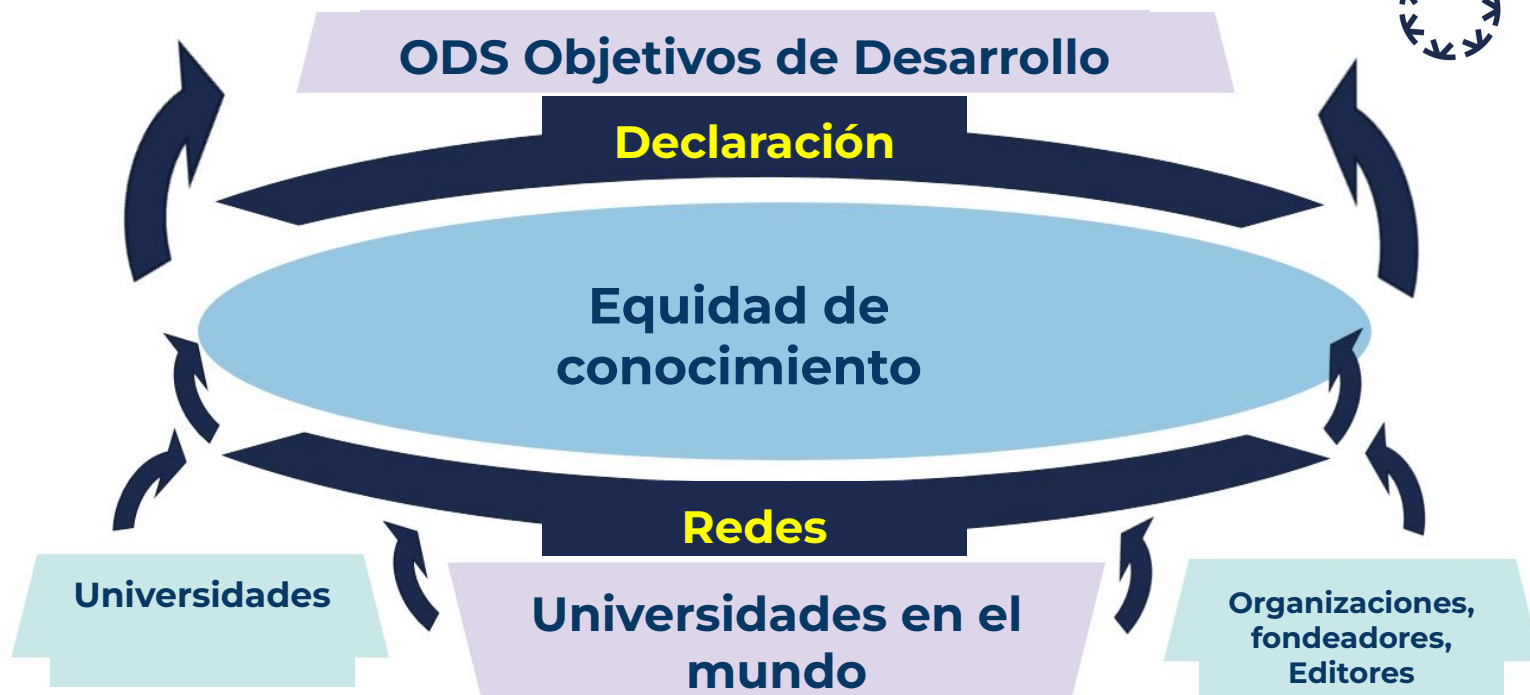 ODS Objetivos de Desarrollo
Declaración
Equidad de
conocimiento
Redes
Universidades
Universidades en el
mundo
Organizaciones,
fondeadores,
Editores